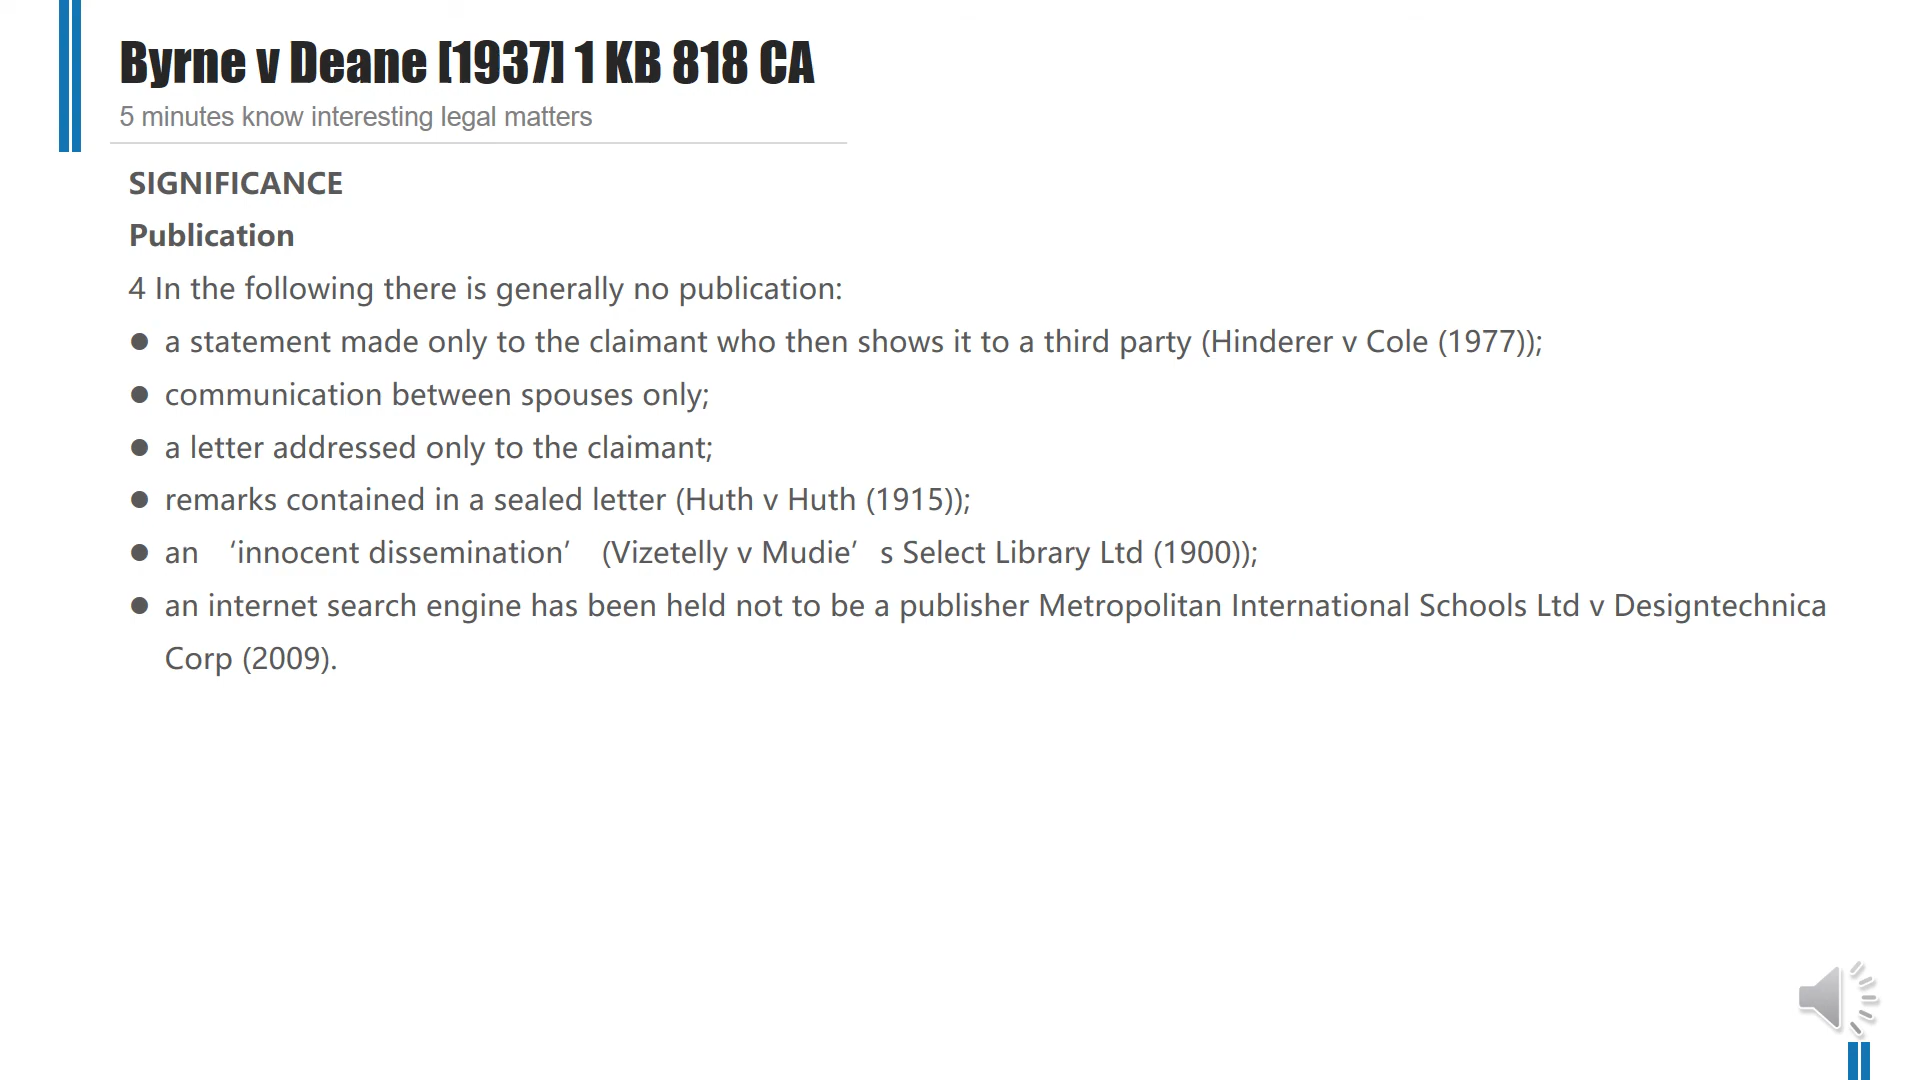 Byrne v Deane [1937] 1 KB 818 CA
5 minutes know interesting legal matters
SIGNIFICANCE
Publication
4 In the following there is generally no publication:
● a statement made only to the claimant who then shows it to a third party (Hinderer v Cole (1977));
● communication between spouses only;
● a letter addressed only to the claimant;
● remarks contained in a sealed letter (Huth v Huth (1915));
● an ‘innocent dissemination’ (Vizetelly v Mudie’s Select Library Ltd (1900));
● an internet search engine has been held not to be a publisher Metropolitan International Schools Ltd v Designtechnica
Corp (2009).